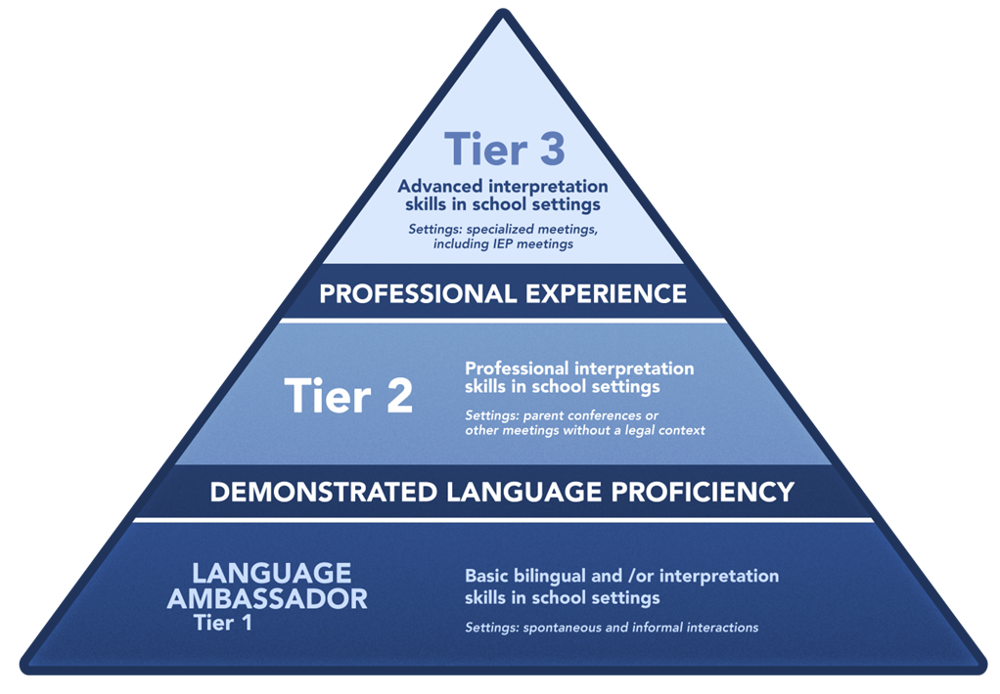 Tier 3
Advanced interpretation
skills in school settings
Settings: specialized meetings,
including IEP meetings
PROFESSIONAL EXPERIENCE
Tier 2
Professional interpretation
skills in school settings
Settings: parent conferences or
other meetings without a legal context
DEMONSTRATED LANGUAGE PROFICIENCY
LANGUAGE
AMBASSADOR
Tier 1
Basic bilingual and /or interpretation
skills in school settings
Settings: spontaneous and informal interactions